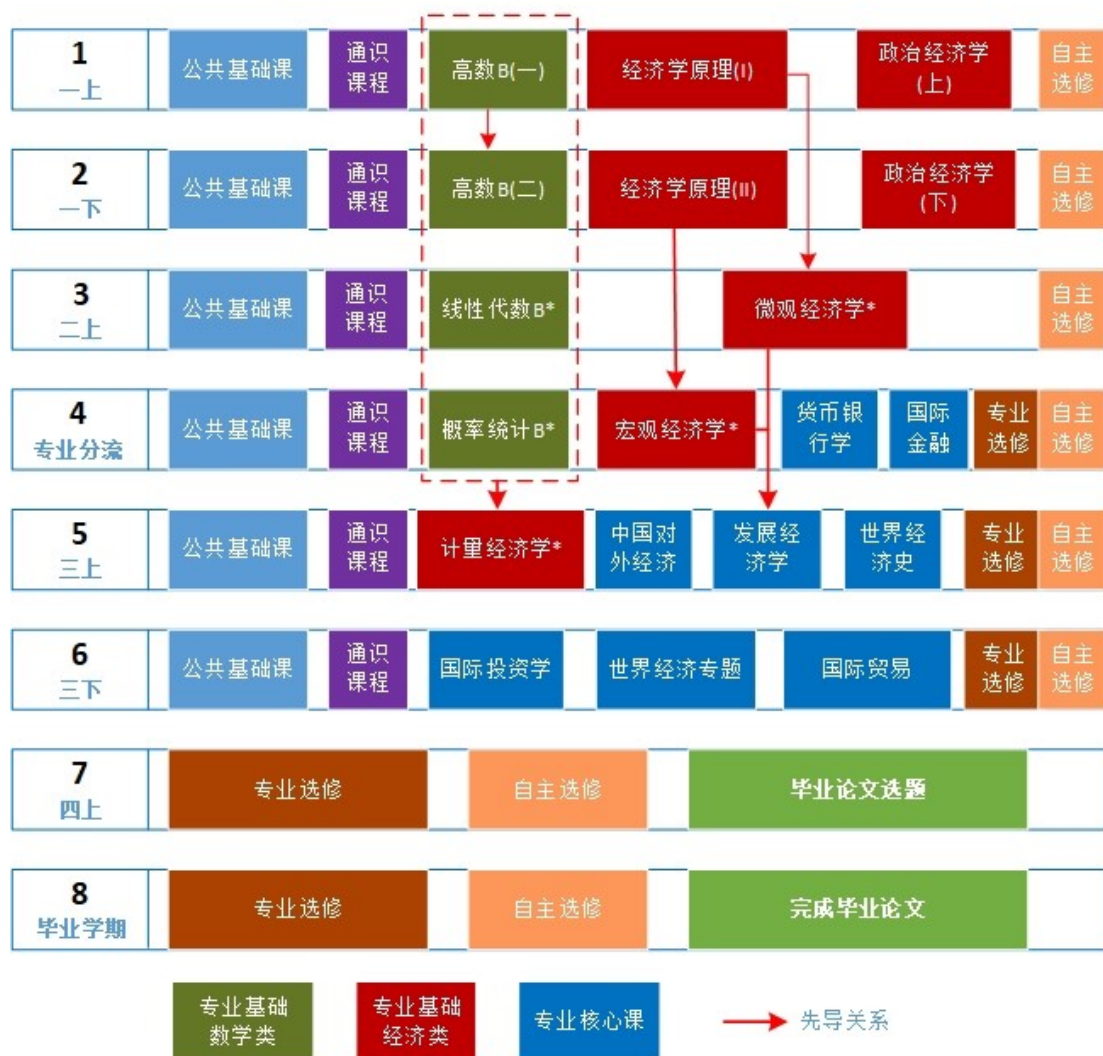 1
一上
公共基础课
通识
课程
高数B(一)
经济学原理(I)
政治经济学
(上)
自主
选修
2
一下
公共基础课
通识
课程
高数B(二)
经济学原理(II)
政治经济学
(下)
自主
选修
3
二上
公共基础课
通识
课程
线性代数B*
微观经济学*
自主
选修
4
专业分流
公共基础课
通识
课程
概率统计B*
宏观经济学*
货币银
行学
国际
金融
专业
选修
自主
选修
5
三上
公共基础课
通识
课程
计量经济学*
中国对
外经济
发展经
济学
世界经
济史
专业
选修
自主
选修
6
三下
公共基础课
通识
课程
国际投资学
世界经济专题
国际贸易
专业
选修
自主
选修
7
四上
专业选修
自主选修
毕业论文选题
8
毕业学期
专业选修
自主选修
完成毕业论文
专业基础
数学类
专业基础
经济类
专业核心课
先导关系